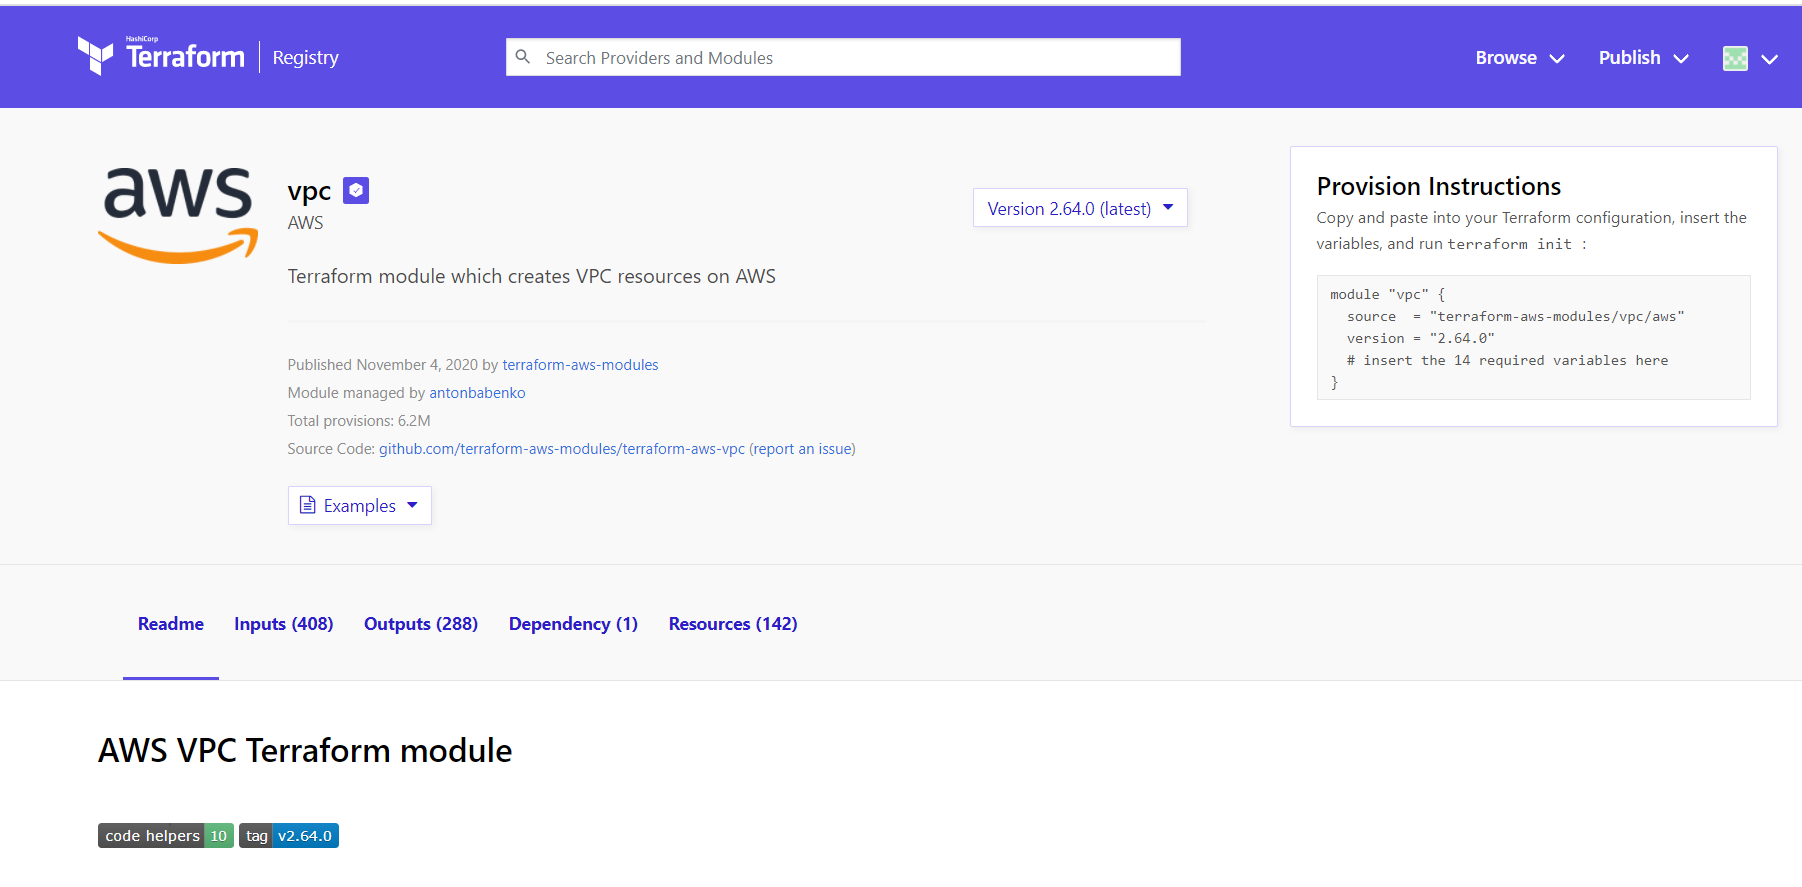 HashiCorp
Terraform
Registry
Search Providers and Modules
Browse
Publish
aws
vpc
AWS
Version 2.64.0 (latest)
Terraform module which creates VPC resources on AWS
Published November 4, 2020 by terraform-aws-modules
Module managed by antonbabenko
Total provisions: 6.2M
Source Code: github.com/terraform-aws-modules/terraform-aws-vpc (report an issue)
Examples
Provision Instructions
Copy and paste into your Terraform configuration, insert the
variables, and run terraform init :
module "vpc" {
  source  = "terraform-aws-modules/vpc/aws"
  version = "2.64.0"
  # insert the 14 required variables here
}
Readme
Inputs (408)
Outputs (288)
Dependency (1)
Resources (142)
AWS VPC Terraform module
code helpers 10
tag v2.64.0